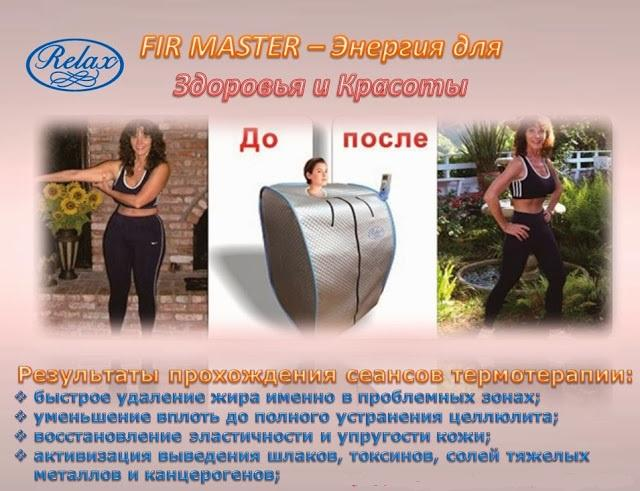 Relax
FIR MASTER – Энергия для
Здоровья и Красоты
До
после
Relax
Результаты прохождения сеансов термотерапии:
❖ быстрое удаление жира именно в проблемных зонах;
❖ уменьшение вплоть до полного устранения целлюлита;
❖ восстановление эластичности и упругости кожи;
❖ активизация выведения шлаков, токсинов, солей тяжелых
металлов и канцерогенов;